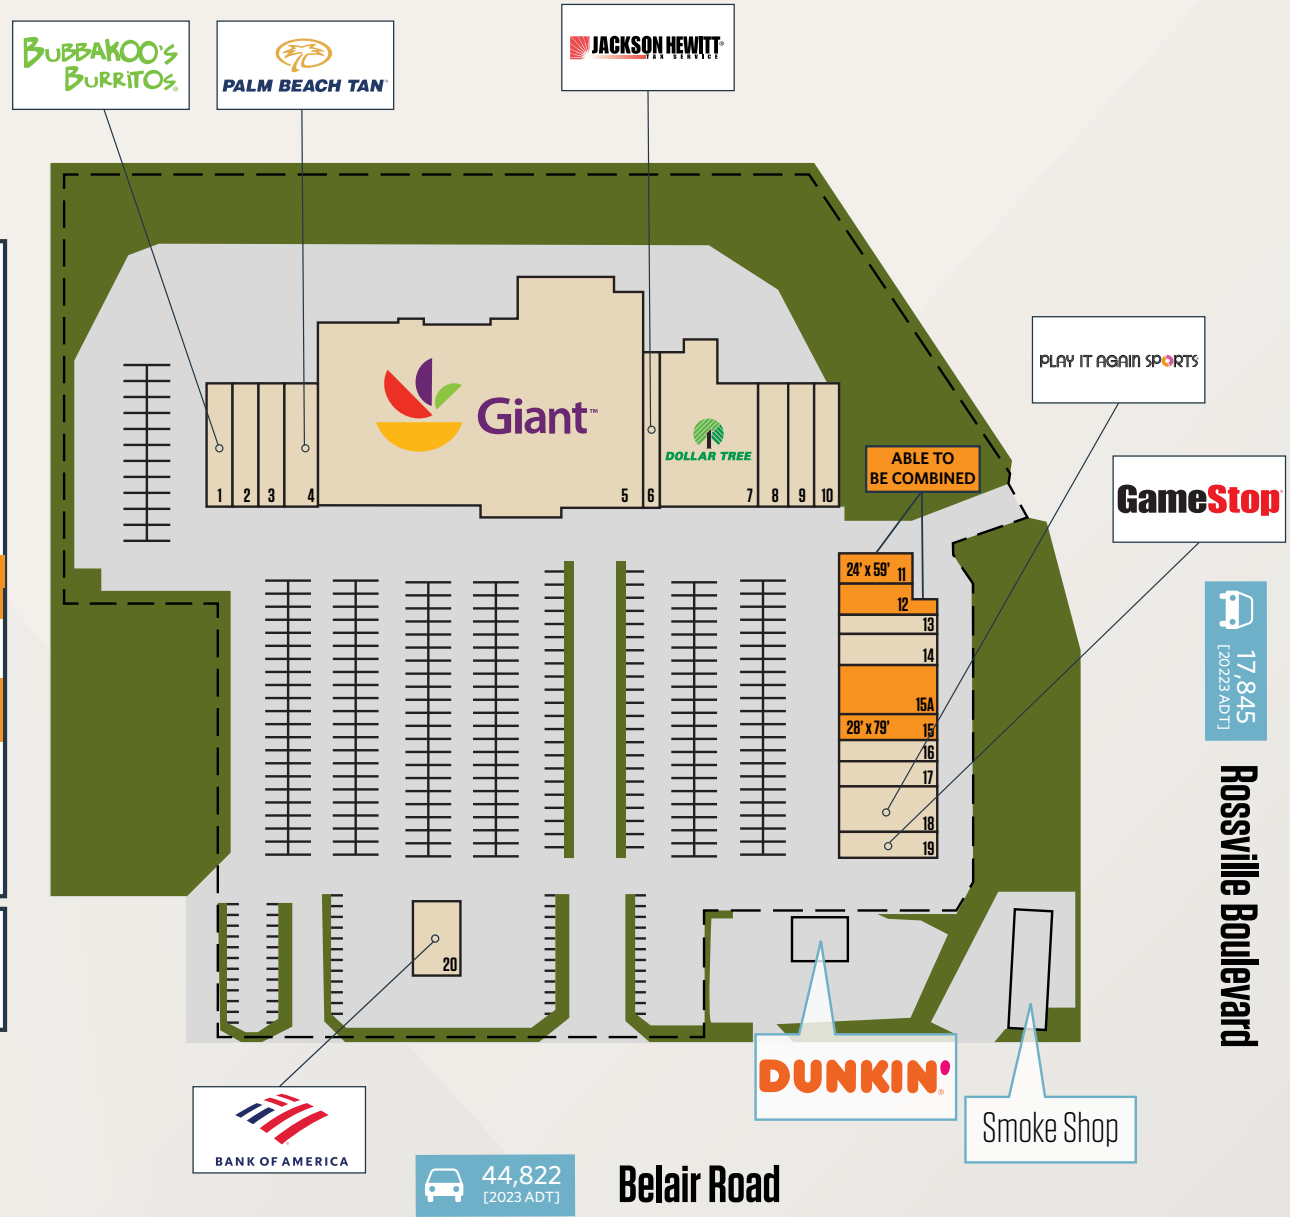 BUBBAKOO'S
BURRITOS®
PALM BEACH TAN
JACKSON HEWITT®
TAX SERVICE
PLAY IT AGAIN SPORTS
GameStop
ABLE TO
BE COMBINED
Giant™
DOLLAR TREE
1
2
3
4
5
6
7
8
9
10
24' x 59' 11
12
13
14
15A
28' x 79' 15
16
17
18
19
20
17,845
[20223 ADT]
Rossville Boulevard
DUNKIN'
Smoke Shop
BANK OF AMERICA
44,822
[2023 ADT]
Belair Road